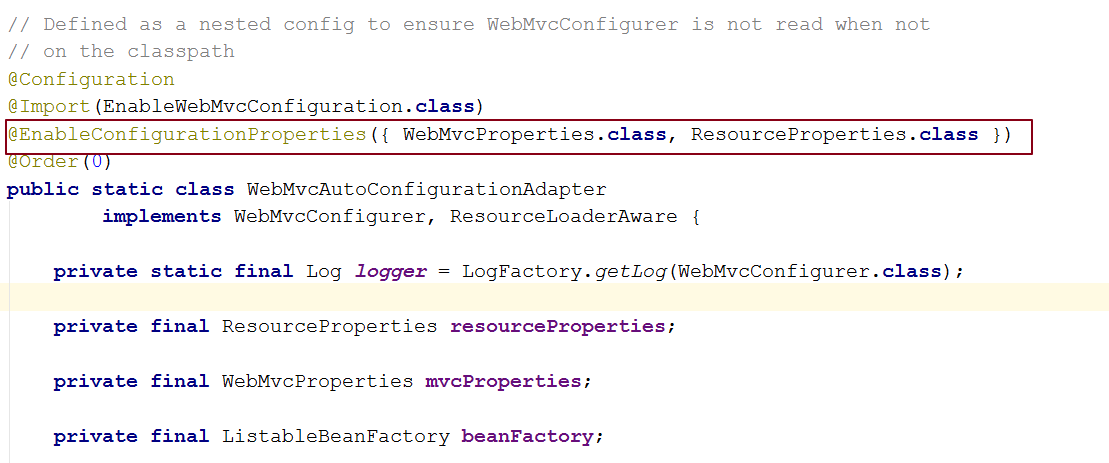 // Defined as a nested config to ensure WebMvcConfigurer is not read when not
// on the classpath
@Configuration
@Import(EnableWebMvcConfiguration.class)
@EnableConfigurationProperties({ WebMvcProperties.class, ResourceProperties.class })
@Order(0)
public static class WebMvcAutoConfigurationAdapter
implements WebMvcConfigurer, ResourceLoaderAware {
private static final Log logger = LogFactory.getLog(WebMvcConfigurer.class);
private final ResourceProperties resourceProperties;
private final WebMvcProperties mvcProperties;
private final ListableBeanFactory beanFactory;